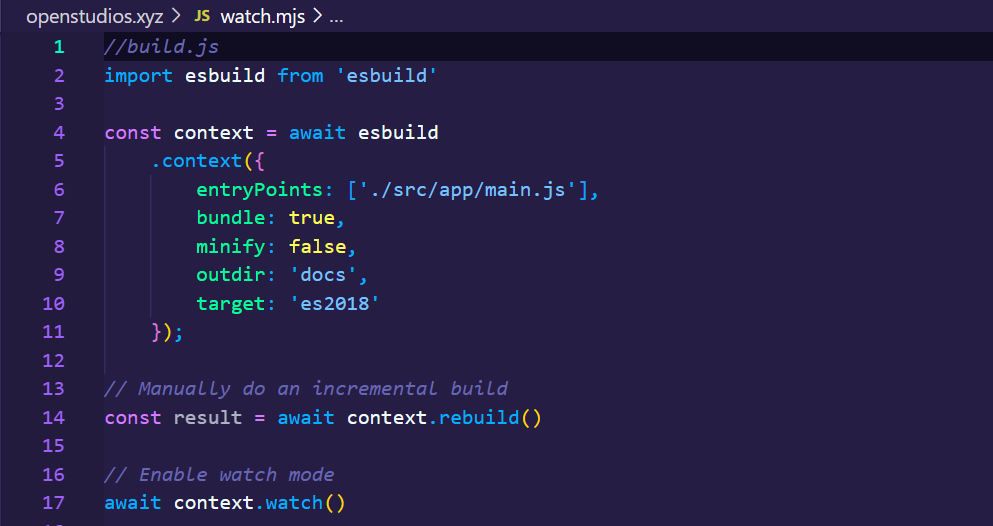 openstudios.xyz > JS watch.mjs > ...
1 //build.js
2 import esbuild from 'esbuild'
3
4 const context = await esbuild
5     .context({
6         entryPoints: ['./src/app/main.js'],
7         bundle: true,
8         minify: false,
9         outdir: 'docs',
10         target: 'es2018'
11     });
12
13 // Manually do an incremental build
14 const result = await context.rebuild()
15
16 // Enable watch mode
17 await context.watch()